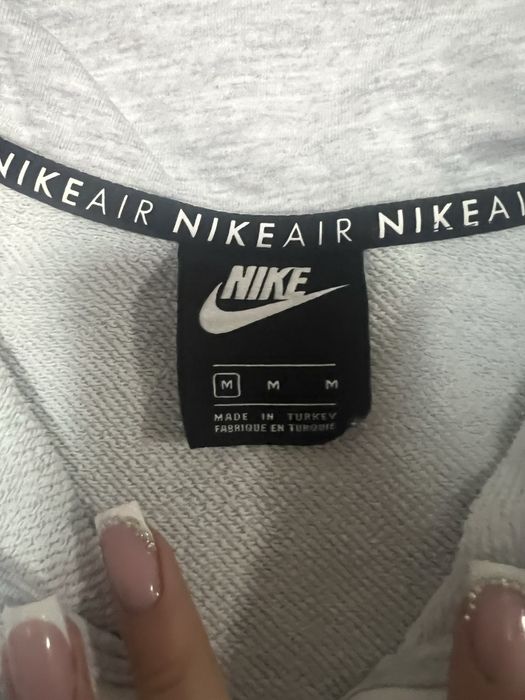 NIKEAIR NIKEAIR NIKEAI
NIKE
M M M
MADE IN TURKEY
FABRIQUE EN TURQUIE